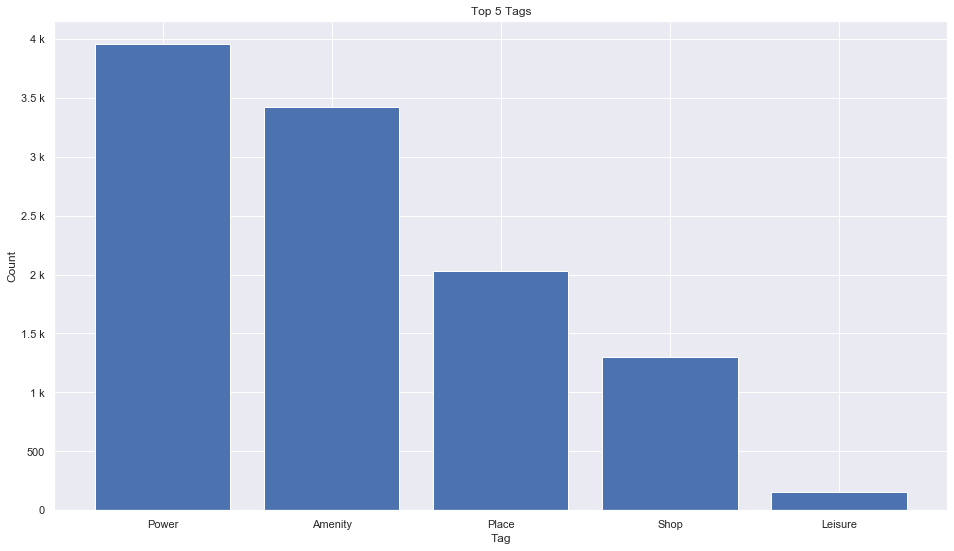 Top 5 Tags
4 k
3.5 k
3 k
2.5 k
2 k
1.5 k
1 k
500
0
Count
Power Amenity Place Shop Leisure
Tag